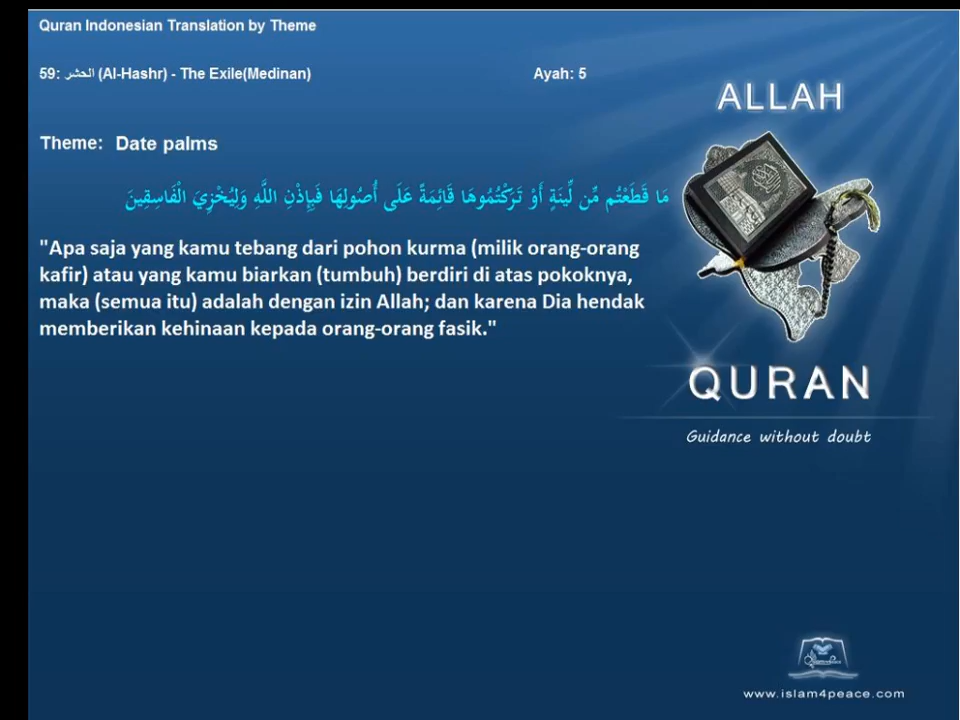 Quran Indonesian Translation by Theme
59: الحشر (Al-Hashr) - The Exile(Medinan) Ayah: 5
ALLAH
Theme: Date palms
مَا قَطَعْتُم مِّن لِّينَةٍ أَوْ تَرَكْتُمُوهَا قَائِمَةً عَلَى أُصُولِهَا فَبِإِذْنِ اللَّهِ وَلِيُخْزِيَ الْفَاسِقِينَ
"Apa saja yang kamu tebang dari pohon kurma (milik orang-orang
kafir) atau yang kamu biarkan (tumbuh) berdiri di atas pokoknya,
maka (semua itu) adalah dengan izin Allah; dan karena Dia hendak
memberikan kehinaan kepada orang-orang fasik."
QURAN
Guidance without doubt
www.islam4peace.com